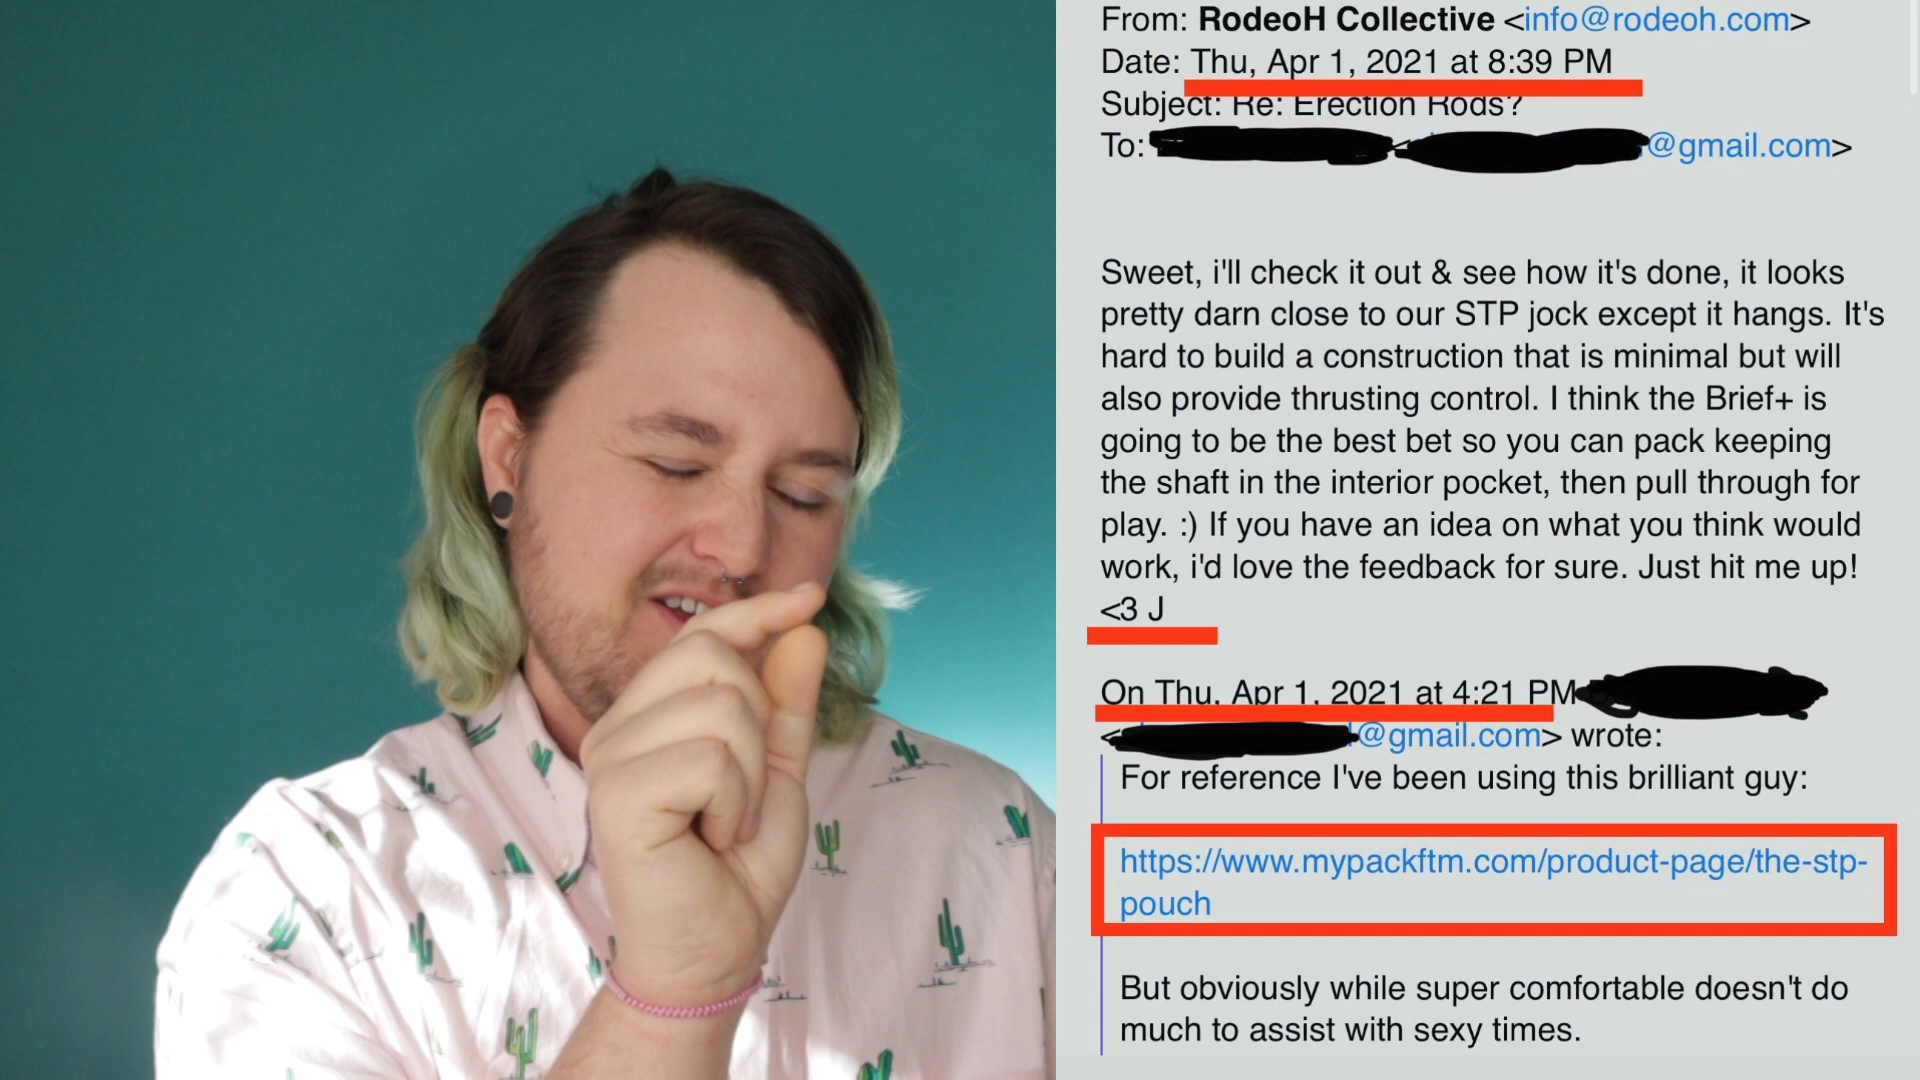 From: RodeoH Collective <info@rodeoh.com>
Date: Thu, Apr 1, 2021 at 8:39 PM
Subject: Re: Erection Rods?
To: @gmail.com>
Sweet, i'll check it out & see how it's done, it looks
pretty darn close to our STP jock except it hangs. It's
hard to build a construction that is minimal but will
also provide thrusting control. I think the Brief+ is
going to be the best bet so you can pack keeping
the shaft in the interior pocket, then pull through for
play. :) If you have an idea on what you think would
work, i'd love the feedback for sure. Just hit me up!
<3 J
On Thu, Apr 1, 2021 at 4:21 PM
<@gmail.com> wrote:
For reference I've been using this brilliant guy:
https://www.mypackftm.com/product-page/the-stp-
pouch
But obviously while super comfortable doesn't do
much to assist with sexy times.